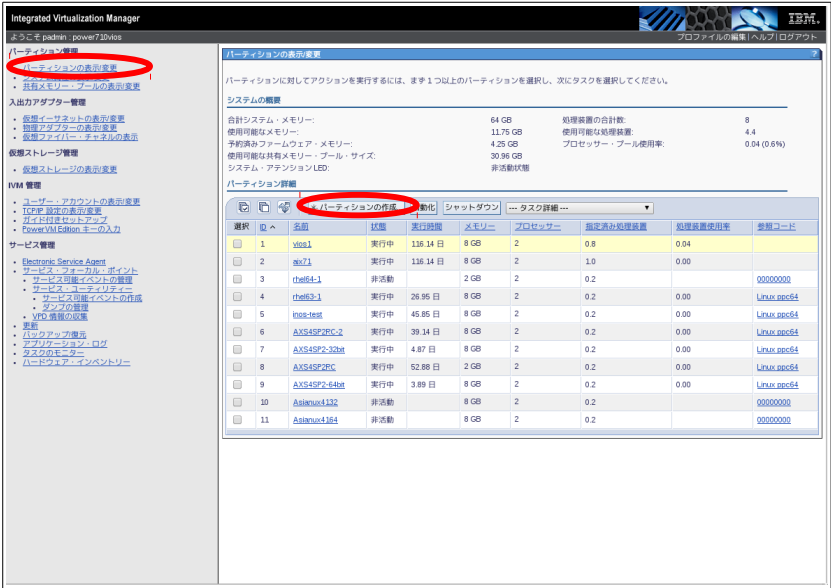 Integrated Virtualization Manager
IBM.
ようこそ padmin : power710vios
プロファイルの編集 | ヘルプ | ログアウト
パーティション管理
パーティションの表示/変更
共有メモリー・プールの表示/変更
入出力アダプター管理
仮想イーサネットの表示/変更
物理アダプターの表示/変更
仮想ファイバー・チャネルの表示
仮想ストレージ管理
仮想ストレージの表示/変更
IVM 管理
ユーザー・アカウントの表示/変更
TCP/IP 設定の表示/変更
ガイド付きセットアップ
PowerVM Edition キーの入力
サービス管理
Electronic Service Agent
サービス・フォーカル・ポイント
サービス可能イベントの管理
サービス・ユーティリティー
サービス可能イベントの作成
ダンプの管理
VPD 情報の収集
更新
バックアップ/復元
アプリケーション・ログ
タスクのモニター
ハードウェア・インベントリー
パーティションの表示/変更 ?
パーティションに対してアクションを実行するには、まず 1 つ以上のパーティションを選択し、次にタスクを選択してください。
システムの概要
合計システム・メモリー: 64 GB 処理装置の合計数: 8
使用可能なメモリー: 11.75 GB 使用可能な処理装置: 4.4
予約済みファームウェア・メモリー: 4.25 GB プロセッサー・プール使用率: 0.04 (0.6%)
使用可能な共有メモリー・プール・サイズ: 30.96 GB
システム・アテンション LED: 非活動状態
パーティション詳細
パーティションの作成... 動化 シャットダウン --- タスク詳細 --- ▼
選択 ID ^ 名前 状態 実行時間 メモリー プロセッサー 指定済み処理装置 処理装置使用率 参照コード
1 vios1 実行中 116.14 日 8 GB 2 0.8 0.04
2 aix71 実行中 116.14 日 8 GB 2 1.0 0.00
3 rhel64-1 非活動 2 GB 2 0.2 00000000
4 rhel63-1 実行中 26.95 日 8 GB 2 0.2 0.00 Linux ppc64
5 inos-test 実行中 45.85 日 8 GB 2 0.2 0.00 Linux ppc64
6 AXS4SP2RC-2 実行中 39.14 日 8 GB 2 0.2 0.00 Linux ppc64
7 AXS4SP2-32bit 実行中 4.87 日 8 GB 2 0.2 0.00 Linux ppc64
8 AXS4SP2RC 実行中 52.88 日 2 GB 2 0.2 0.00 Linux ppc64
9 AXS4SP2-64bit 実行中 3.89 日 8 GB 2 0.2 0.00 Linux ppc64
10 Asianux4132 非活動 8 GB 2 0.2 00000000
11 Asianux4164 非活動 8 GB 2 0.2 00000000